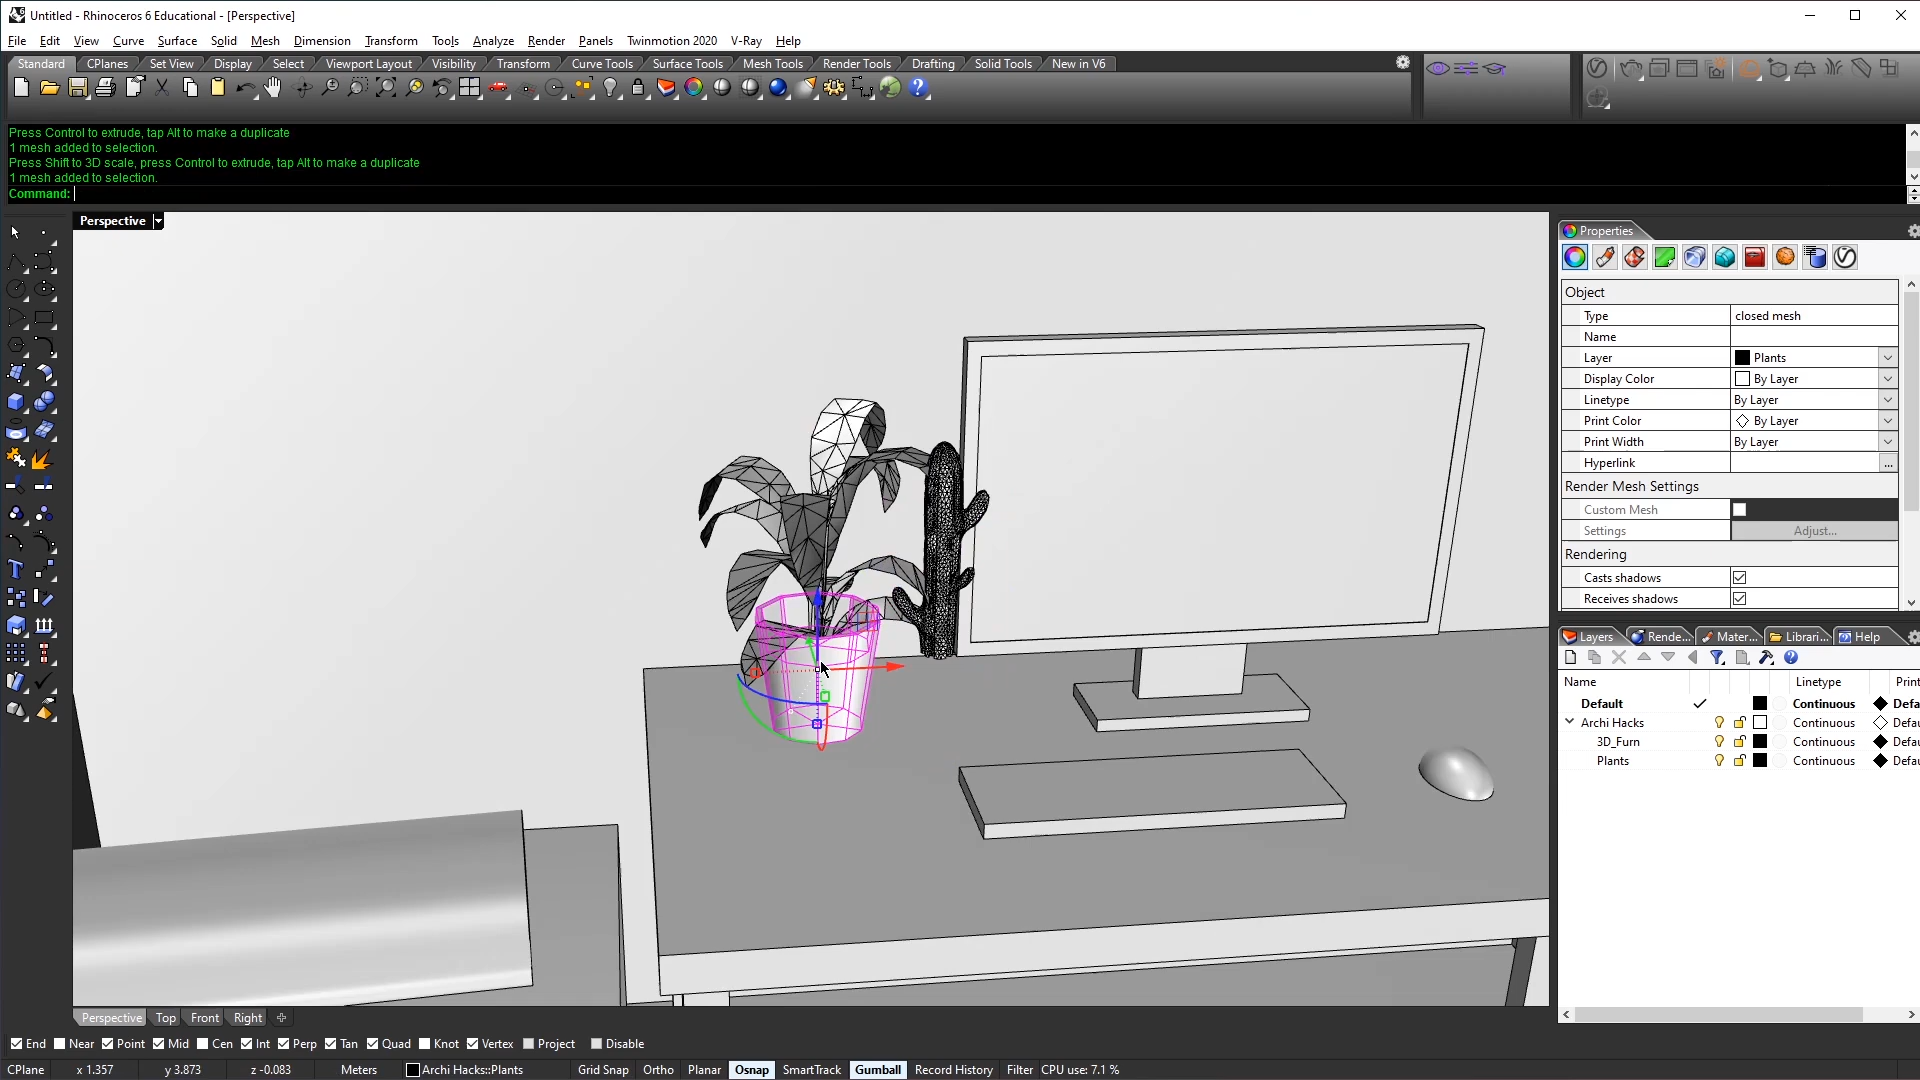 Untitled - Rhinoceros 6 Educational - [Perspective]
File Edit View Curve Surface Solid Mesh Dimension Transform Tools Analyze Render Panels Twinmotion 2020 V-Ray Help
Standard CPlanes Set View Display Select Viewport Layout Visibility Transform Curve Tools Surface Tools Mesh Tools Render Tools Drafting Solid Tools New in V6
Press Control to extrude, tap Alt to make a duplicate
1 mesh added to selection.
Press Shift to 3D scale, press Control to extrude, tap Alt to make a duplicate
1 mesh added to selection.
Command:
Perspective
Properties
Object
Type closed mesh
Name
Layer Plants
Display Color By Layer
Linetype By Layer
Print Color By Layer
Print Width By Layer
Hyperlink ...
Render Mesh Settings
Custom Mesh
Settings Adjust...
Rendering
Casts shadows
Receives shadows
Layers Rende... Mater... Librari... Help
Name Linetype Print
Default Continuous Defa
Archi Hacks Continuous Defau
3D_Furn Continuous Defau
Plants Continuous Defau
Perspective Top Front Right
End Near Point Mid Cen Int Perp Tan Quad Knot Vertex Project Disable
CPlane x 1.357 y 3.873 z -0.083 Meters Archi Hacks::Plants Grid Snap Ortho Planar Osnap SmartTrack Gumball Record History Filter CPU use: 7.1 %